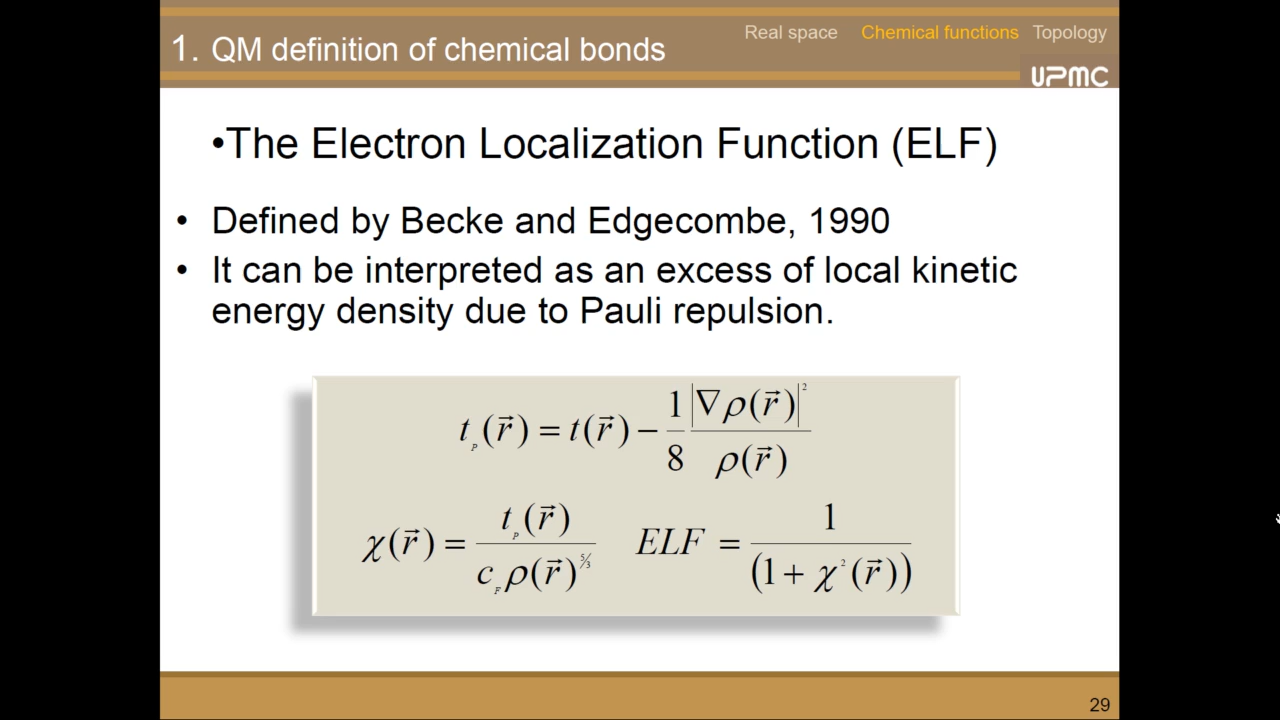 Real space Chemical functions Topology
1. QM definition of chemical bonds
UPMC
•The Electron Localization Function (ELF)
• Defined by Becke and Edgecombe, 1990
• It can be interpreted as an excess of local kinetic
energy density due to Pauli repulsion.
t_P(r⃗) = t(r⃗) − 1/8 |∇ρ(r⃗)|² / ρ(r⃗)
χ(r⃗) = t_P(r⃗) / c_F ρ(r⃗)^{5/3} ELF = 1 / (1 + χ²(r⃗))
29